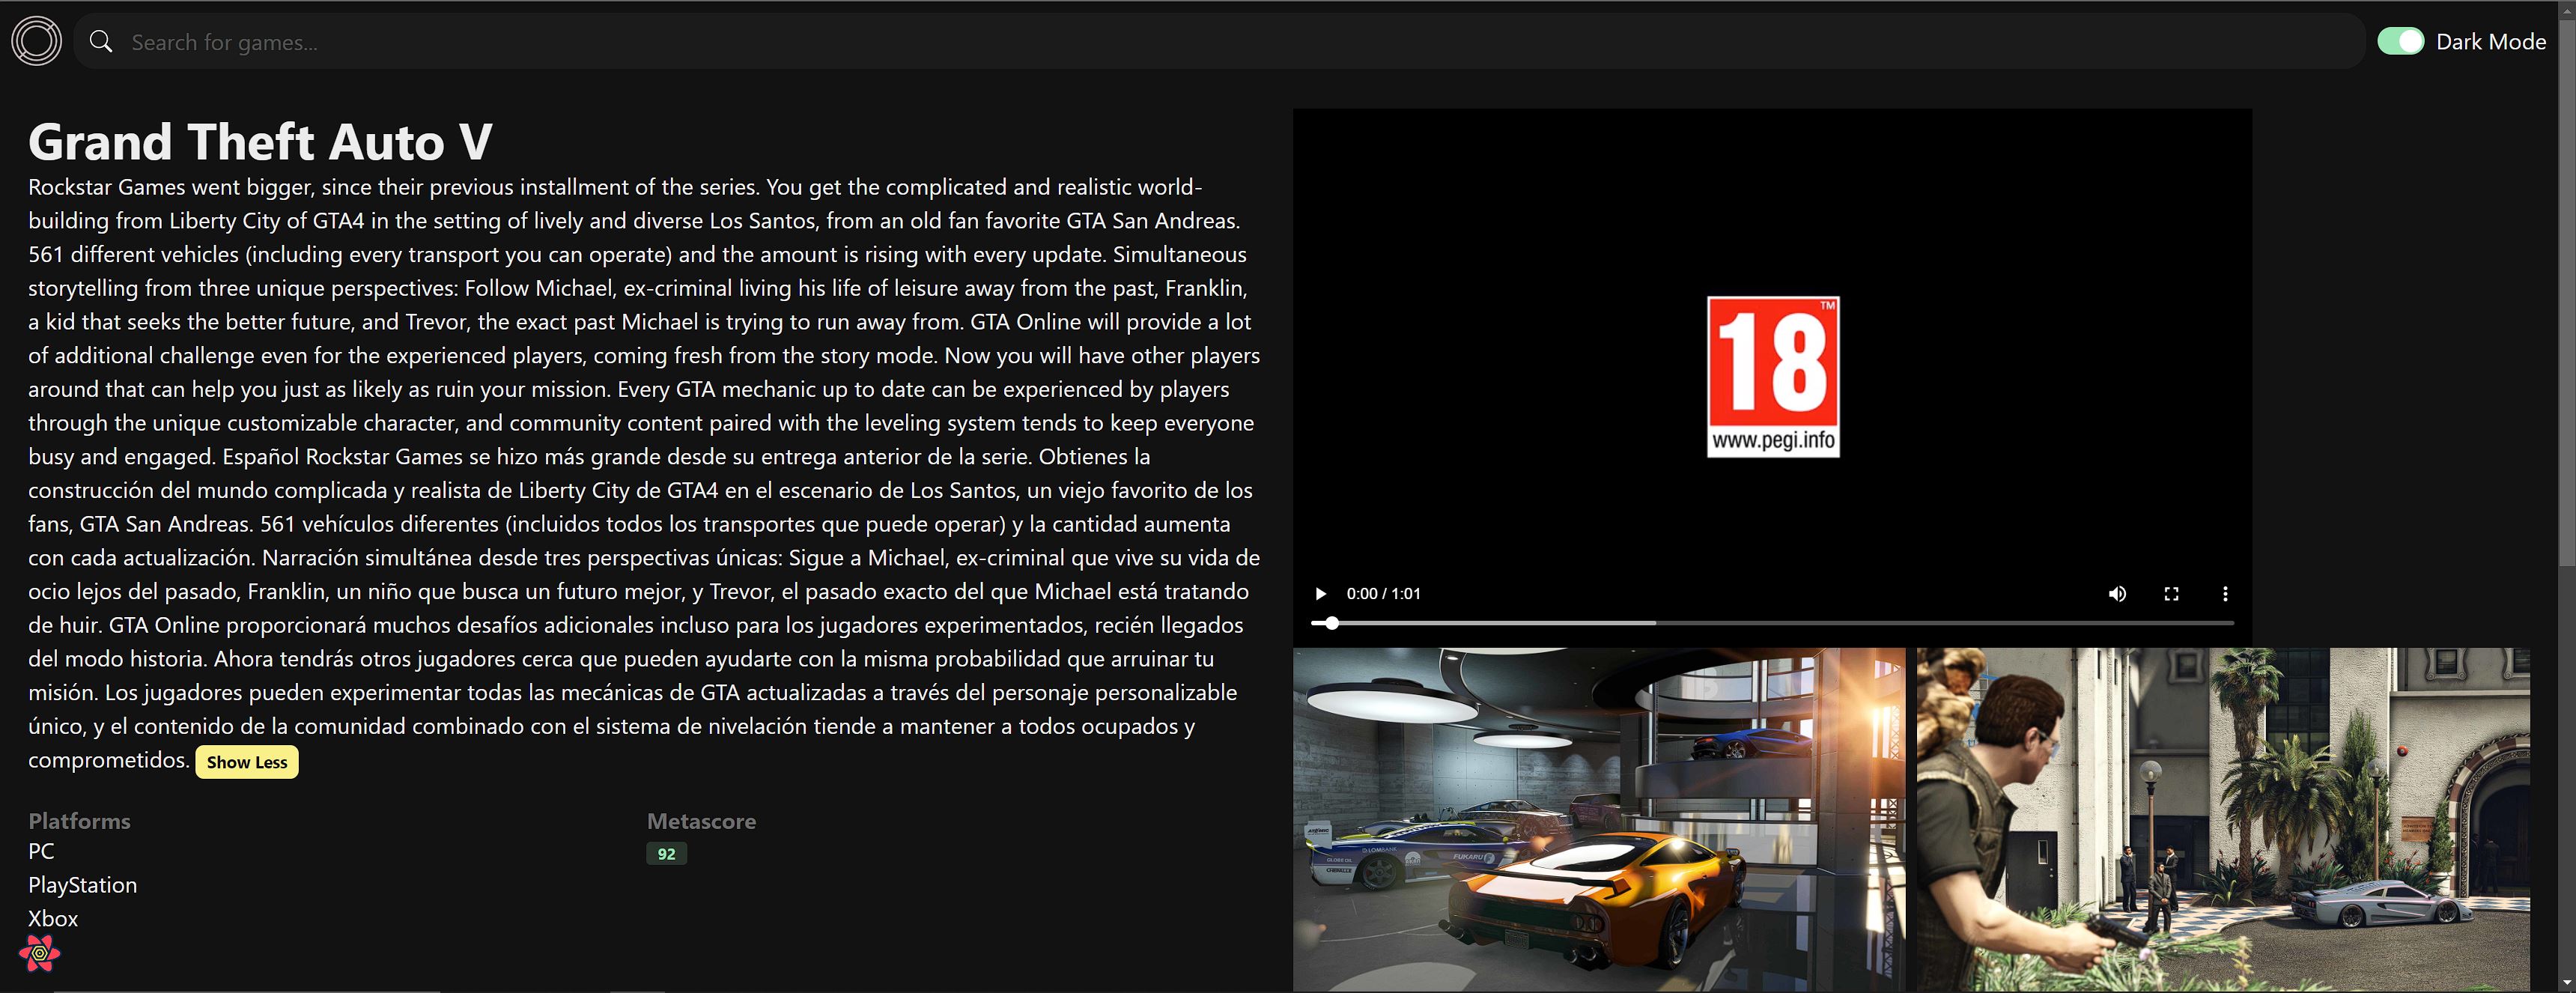 Search for games...
Dark Mode
Grand Theft Auto V
Rockstar Games went bigger, since their previous installment of the series. You get the complicated and realistic world-
building from Liberty City of GTA4 in the setting of lively and diverse Los Santos, from an old fan favorite GTA San Andreas.
561 different vehicles (including every transport you can operate) and the amount is rising with every update. Simultaneous
storytelling from three unique perspectives: Follow Michael, ex-criminal living his life of leisure away from the past, Franklin,
a kid that seeks the better future, and Trevor, the exact past Michael is trying to run away from. GTA Online will provide a lot
of additional challenge even for the experienced players, coming fresh from the story mode. Now you will have other players
around that can help you just as likely as ruin your mission. Every GTA mechanic up to date can be experienced by players
through the unique customizable character, and community content paired with the leveling system tends to keep everyone
busy and engaged. Español Rockstar Games se hizo más grande desde su entrega anterior de la serie. Obtienes la
construcción del mundo complicada y realista de Liberty City de GTA4 en el escenario de Los Santos, un viejo favorito de los
fans, GTA San Andreas. 561 vehículos diferentes (incluidos todos los transportes que puede operar) y la cantidad aumenta
con cada actualización. Narración simultánea desde tres perspectivas únicas: Sigue a Michael, ex-criminal que vive su vida de
ocio lejos del pasado, Franklin, un niño que busca un futuro mejor, y Trevor, el pasado exacto del que Michael está tratando
de huir. GTA Online proporcionará muchos desafíos adicionales incluso para los jugadores experimentados, recién llegados
del modo historia. Ahora tendrás otros jugadores cerca que pueden ayudarte con la misma probabilidad que arruinar tu
misión. Los jugadores pueden experimentar todas las mecánicas de GTA actualizadas a través del personaje personalizable
único, y el contenido de la comunidad combinado con el sistema de nivelación tiende a mantener a todos ocupados y
comprometidos. Show Less
Platforms
PC
PlayStation
Xbox
Metascore
92
18 TM
www.pegi.info
0:00 / 1:01
GLOBE OIL
FUKARU